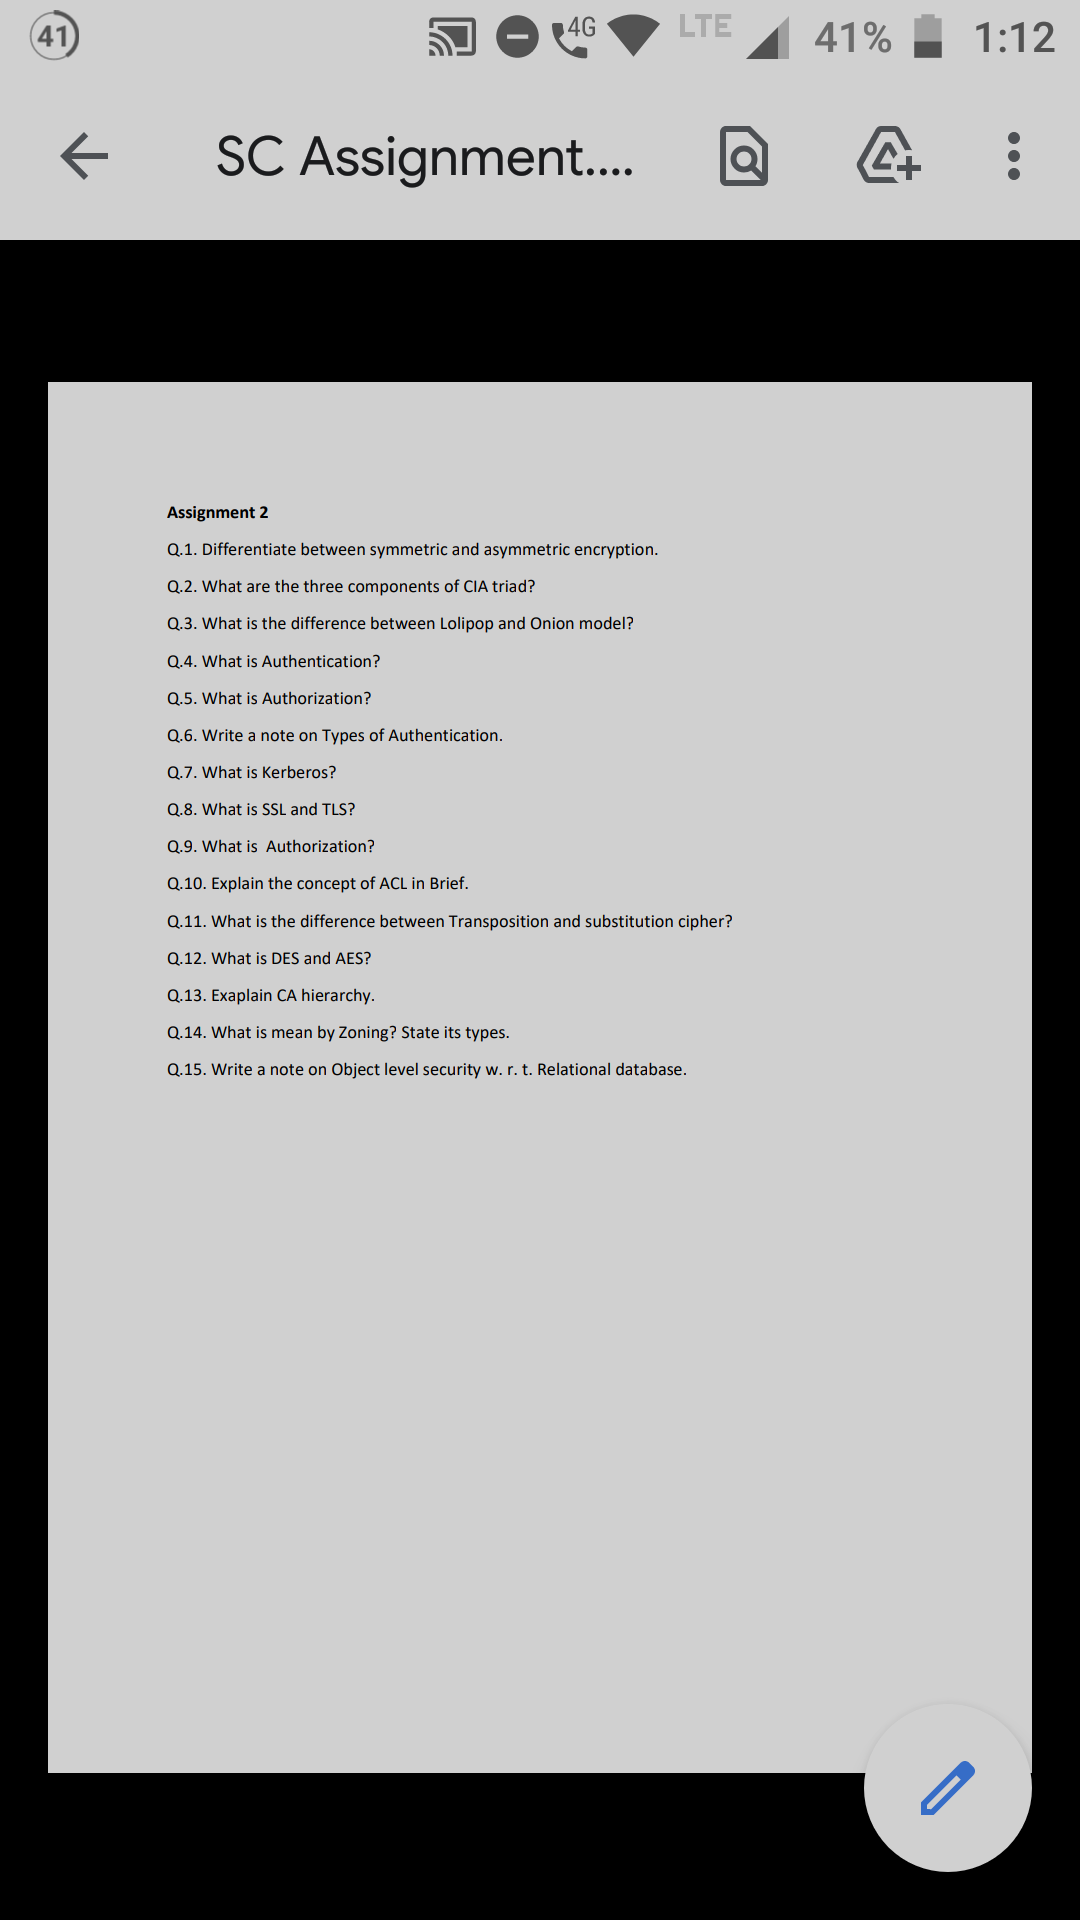 41
4G
LTE
41%
1:12
SC Assignment....
Assignment 2
Q.1. Differentiate between symmetric and asymmetric encryption.
Q.2. What are the three components of CIA triad?
Q.3. What is the difference between Lolipop and Onion model?
Q.4. What is Authentication?
Q.5. What is Authorization?
Q.6. Write a note on Types of Authentication.
Q.7. What is Kerberos?
Q.8. What is SSL and TLS?
Q.9. What is  Authorization?
Q.10. Explain the concept of ACL in Brief.
Q.11. What is the difference between Transposition and substitution cipher?
Q.12. What is DES and AES?
Q.13. Exaplain CA hierarchy.
Q.14. What is mean by Zoning? State its types.
Q.15. Write a note on Object level security w. r. t. Relational database.